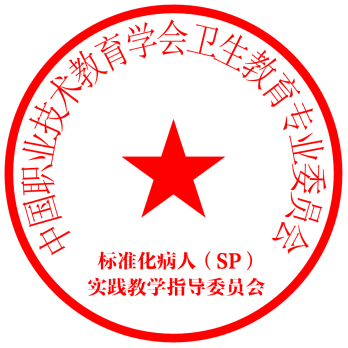 中国职业技术教育学会卫生教育专业委员会
标准化病人（SP）
实践教学指导委员会